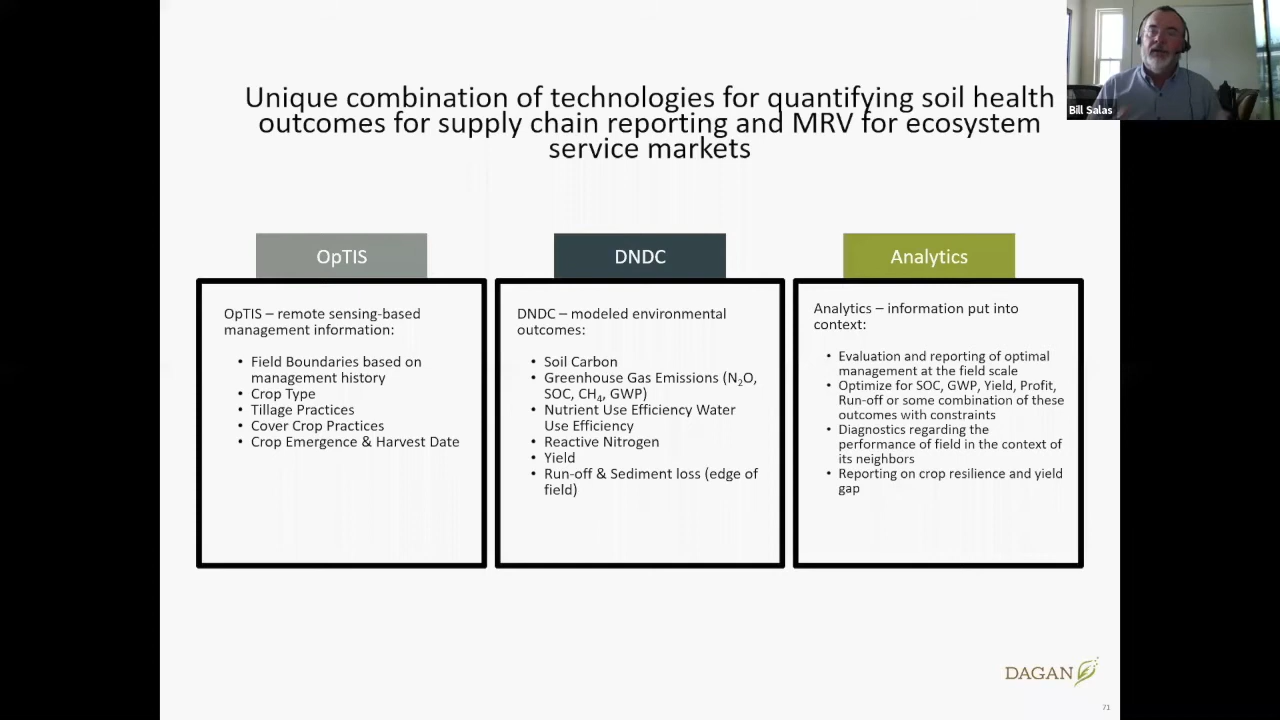 Unique combination of technologies for quantifying soil health
outcomes for supply chain reporting and MRV for ecosystem
service markets
Bill Salas
OpTIS
OpTIS – remote sensing-based
management information:
• Field Boundaries based on
management history
• Crop Type
• Tillage Practices
• Cover Crop Practices
• Crop Emergence & Harvest Date
DNDC
DNDC – modeled environmental
outcomes:
• Soil Carbon
• Greenhouse Gas Emissions (N₂O,
SOC, CH₄, GWP)
• Nutrient Use Efficiency Water
Use Efficiency
• Reactive Nitrogen
• Yield
• Run-off & Sediment loss (edge of
field)
Analytics
Analytics – information put into
context:
• Evaluation and reporting of optimal
management at the field scale
• Optimize for SOC, GWP, Yield, Profit,
Run-off or some combination of these
outcomes with constraints
• Diagnostics regarding the
performance of field in the context of
its neighbors
• Reporting on crop resilience and yield
gap
DAGAN
71